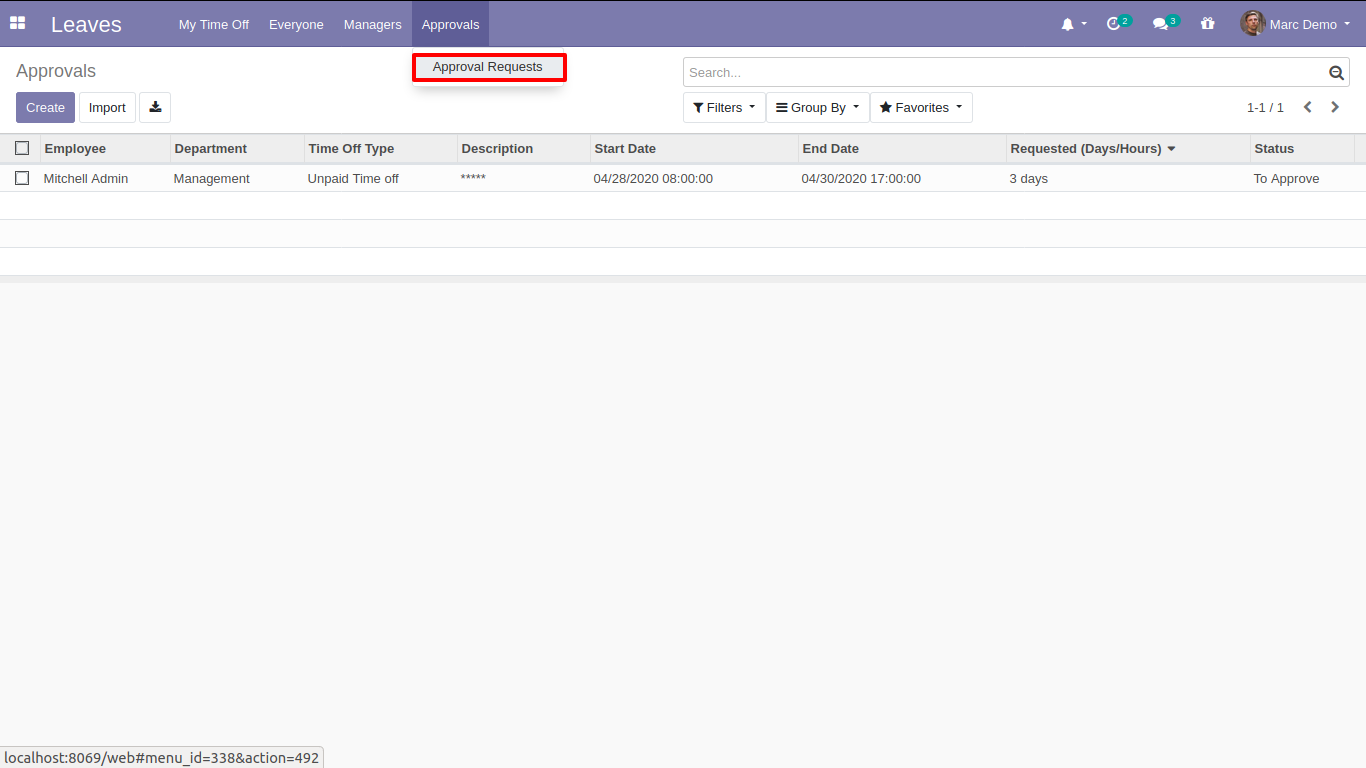 Leaves My Time Off Everyone Managers Approvals 2 3 Marc Demo
Approval Requests
Approvals
Search...
Create Import Filters Group By Favorites 1-1 / 1
Employee Department Time Off Type Description Start Date End Date Requested (Days/Hours) Status
Mitchell Admin Management Unpaid Time off ***** 04/28/2020 08:00:00 04/30/2020 17:00:00 3 days To Approve
localhost:8069/web#menu_id=338&action=492